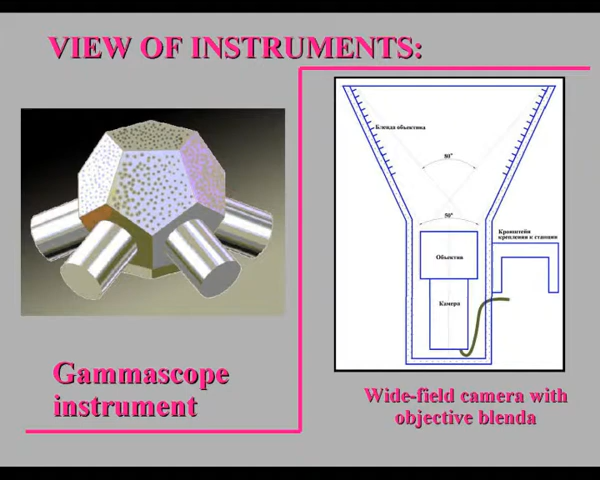 VIEW OF INSTRUMENTS:
Бленда объектива
80°
50°
Кронштейн
крепления к станции
Объектив
Камера
Gammascope
instrument
Wide-field camera with
objective blenda